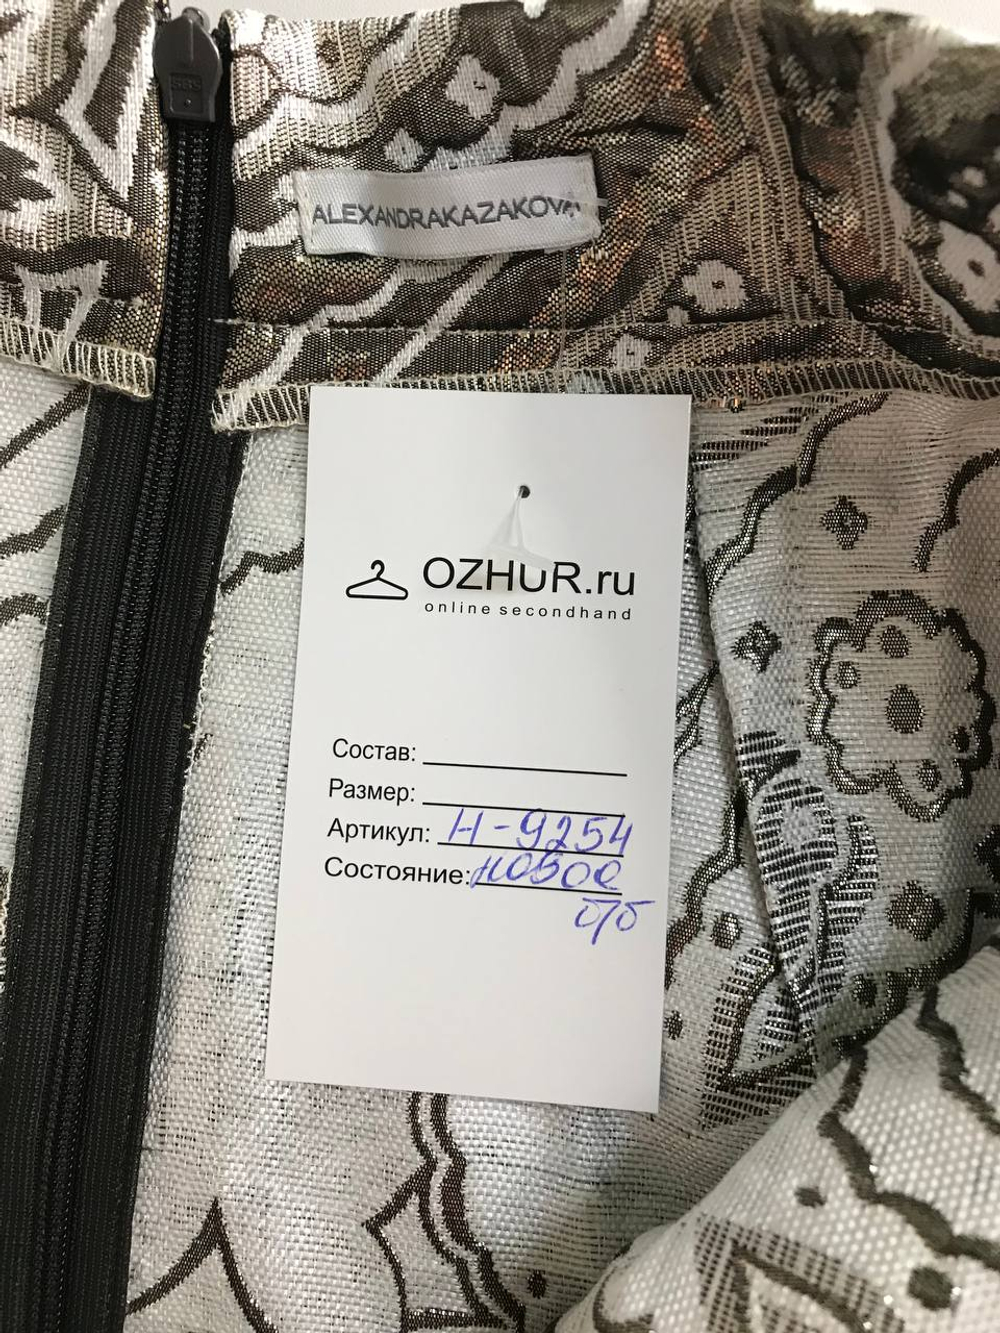 ALEXANDRAKAZAKOVA
OZHUR.ru
online secondhand
Состав:
Размер:
Артикул: Н-9254
Состояние: новое
б/б